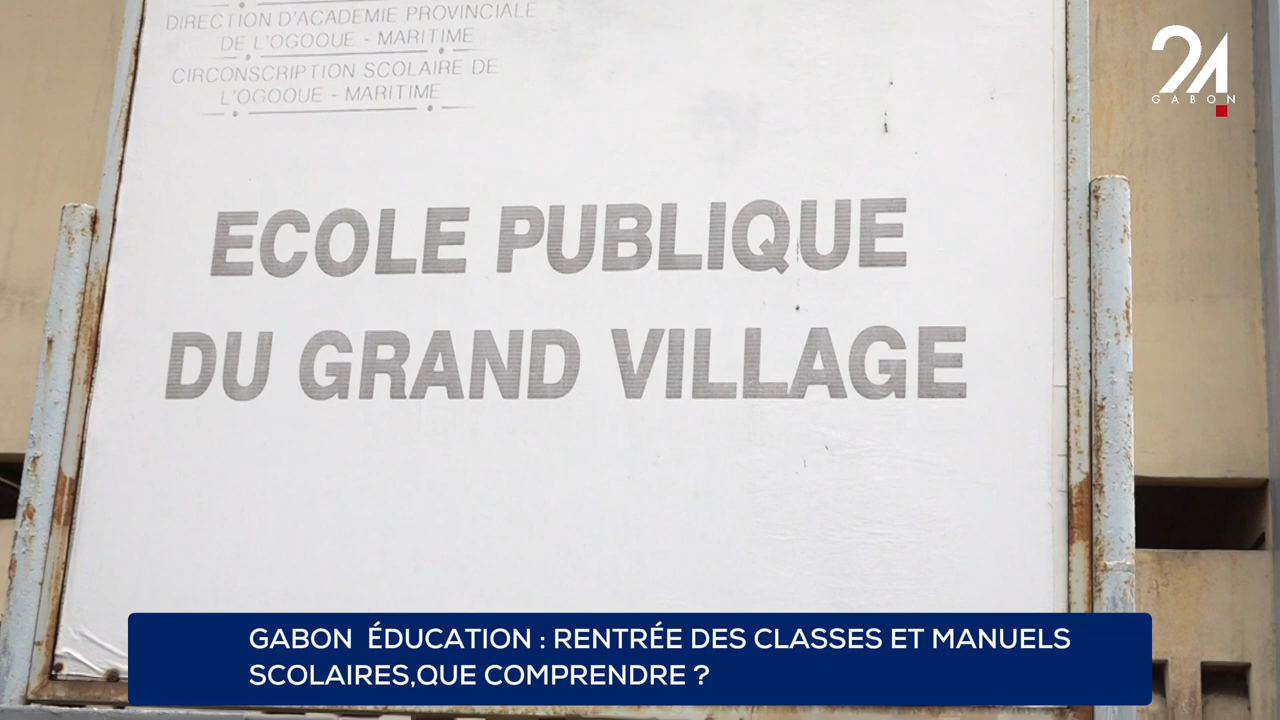 DIRECTION D'ACADEMIE PROVINCIALE
DE L'OGOOUE - MARITIME
CIRCONSCRIPTION SCOLAIRE DE
L'OGOOUE - MARITIME
24
GABON
ECOLE PUBLIQUE
DU GRAND VILLAGE
GABON ÉDUCATION : RENTRÉE DES CLASSES ET MANUELS
SCOLAIRES,QUE COMPRENDRE ?